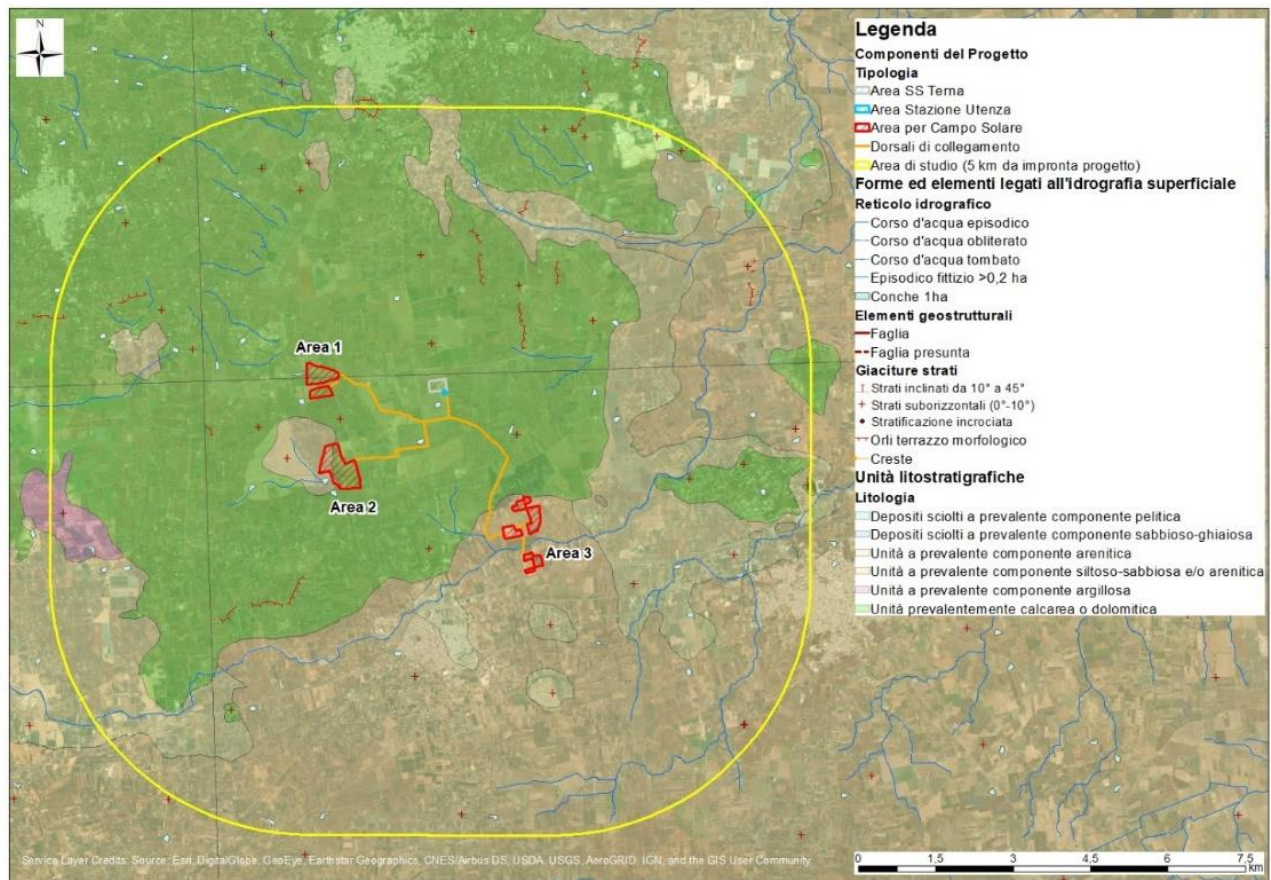 N
Legenda
Componenti del Progetto
Tipologia
Area SS Terna
Area Stazione Utenza
Area per Campo Solare
Dorsali di collegamento
Area di studio (5 km da impronta progetto)
Forme ed elementi legati all'idrografia superficiale
Reticolo idrografico
Corso d'acqua episodico
Corso d'acqua obliterato
Corso d'acqua tombato
Episodico fittizio >0,2 ha
Conche 1ha
Elementi geostrutturali
Faglia
Faglia presunta
Giaciture strati
Strati inclinati da 10° a 45°
Strati suborizzontali (0°-10°)
Stratificazione incrociata
Orli terrazzo morfologico
Creste
Unità litostratigrafiche
Litologia
Depositi sciolti a prevalente componente pelitica
Depositi sciolti a prevalente componente sabbioso-ghiaiosa
Unità a prevalente componente arenitica
Unità a prevalente componente siltoso-sabbiosa e/o arenitica
Unità a prevalente componente argillosa
Unità prevalentemente calcarea o dolomitica
Area 1
Area 2
Area 3
Service Layer Credits: Source: Esri, DigitalGlobe, GeoEye, Earthstar Geographics, CNES/Airbus DS, USDA, USGS, AeroGRID, IGN, and the GIS User Community
0 1,5 3 4,5 6 7,5
km